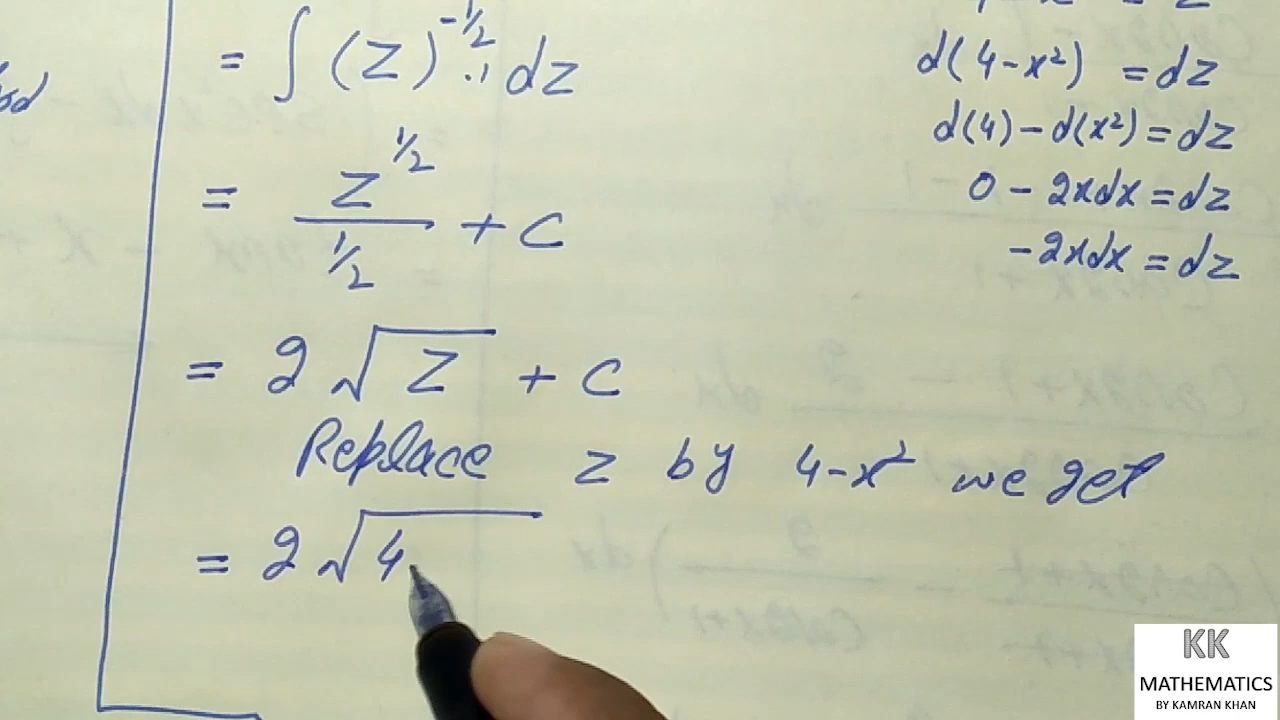 = ∫ (z)^-1/2 .1 dz
= z^1/2 / 1/2 + c
= 2 √z + c
Replace z by 4-x² we get
= 2 √4
d(4-x²) = dz
d(4) - d(x²) = dz
0 - 2xdx = dz
-2xdx = dz
KK
MATHEMATICS
BY KAMRAN KHAN